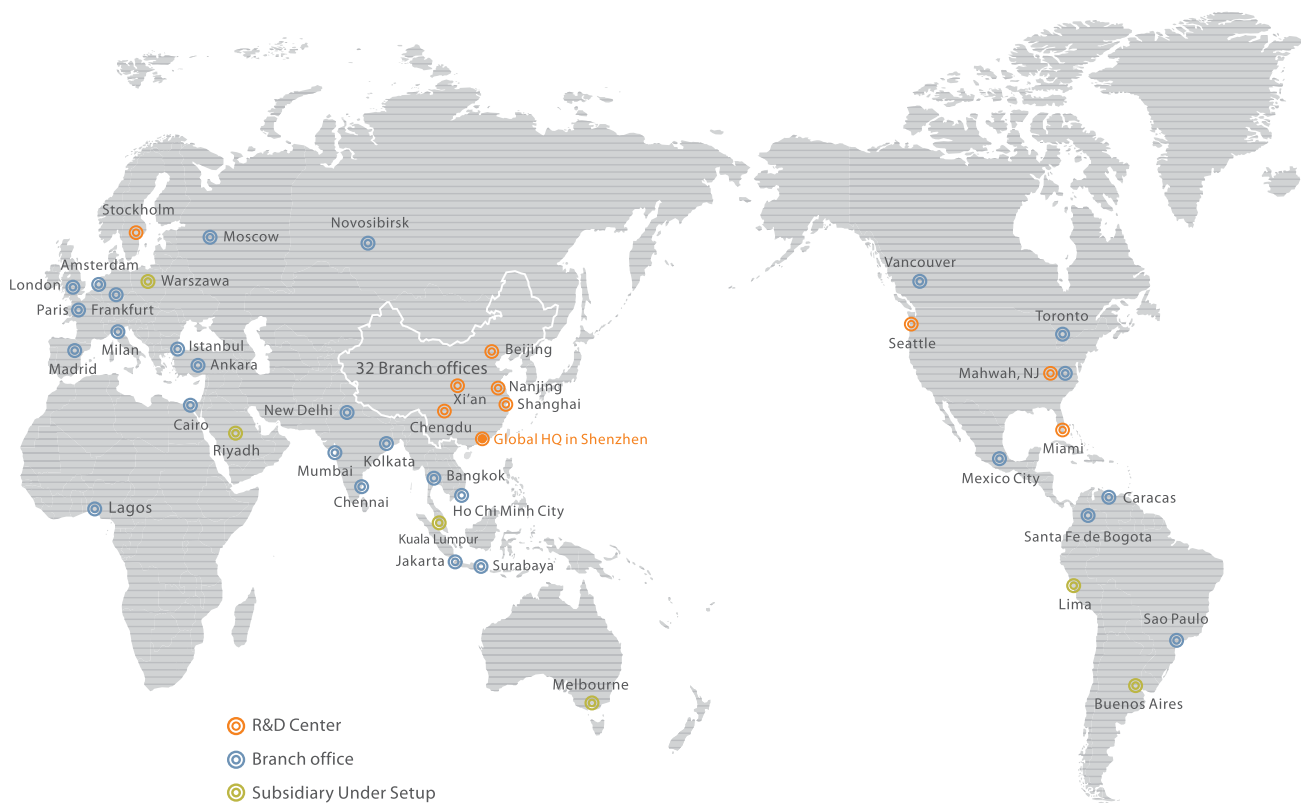 Stockholm
Moscow
Novosibirsk
Amsterdam
London
Warszawa
Paris
Frankfurt
Milan
Madrid
Istanbul
Ankara
Cairo
Riyadh
Lagos
New Delhi
Mumbai
Kolkata
Chennai
32 Branch offices
Beijing
Xi'an
Nanjing
Shanghai
Chengdu
Global HQ in Shenzhen
Bangkok
Ho Chi Minh City
Kuala Lumpur
Jakarta
Surabaya
Melbourne
Vancouver
Seattle
Toronto
Mahwah, NJ
Miami
Mexico City
Caracas
Santa Fe de Bogota
Lima
Sao Paulo
Buenos Aires
R&D Center
Branch office
Subsidiary Under Setup